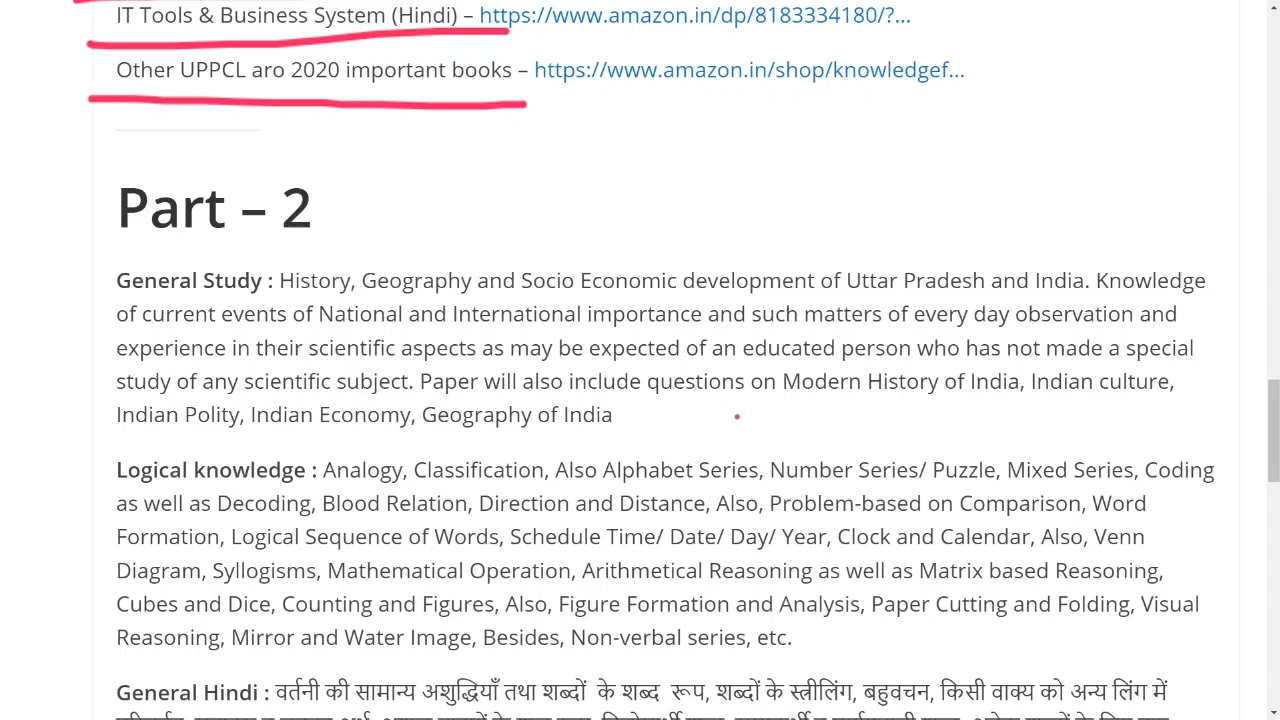 IT Tools & Business System (Hindi) – https://www.amazon.in/dp/8183334180/?...
Other UPPCL aro 2020 important books – https://www.amazon.in/shop/knowledgef...
Part – 2
General Study : History, Geography and Socio Economic development of Uttar Pradesh and India. Knowledge
of current events of National and International importance and such matters of every day observation and
experience in their scientific aspects as may be expected of an educated person who has not made a special
study of any scientific subject. Paper will also include questions on Modern History of India, Indian culture,
Indian Polity, Indian Economy, Geography of India
Logical knowledge : Analogy, Classification, Also Alphabet Series, Number Series/ Puzzle, Mixed Series, Coding
as well as Decoding, Blood Relation, Direction and Distance, Also, Problem-based on Comparison, Word
Formation, Logical Sequence of Words, Schedule Time/ Date/ Day/ Year, Clock and Calendar, Also, Venn
Diagram, Syllogisms, Mathematical Operation, Arithmetical Reasoning as well as Matrix based Reasoning,
Cubes and Dice, Counting and Figures, Also, Figure Formation and Analysis, Paper Cutting and Folding, Visual
Reasoning, Mirror and Water Image, Besides, Non-verbal series, etc.
General Hindi : वर्तनी की सामान्य अशुद्धियाँ तथा शब्दों के शब्द रूप, शब्दों के स्त्रीलिंग, बहुवचन, किसी वाक्य को अन्य लिंग में